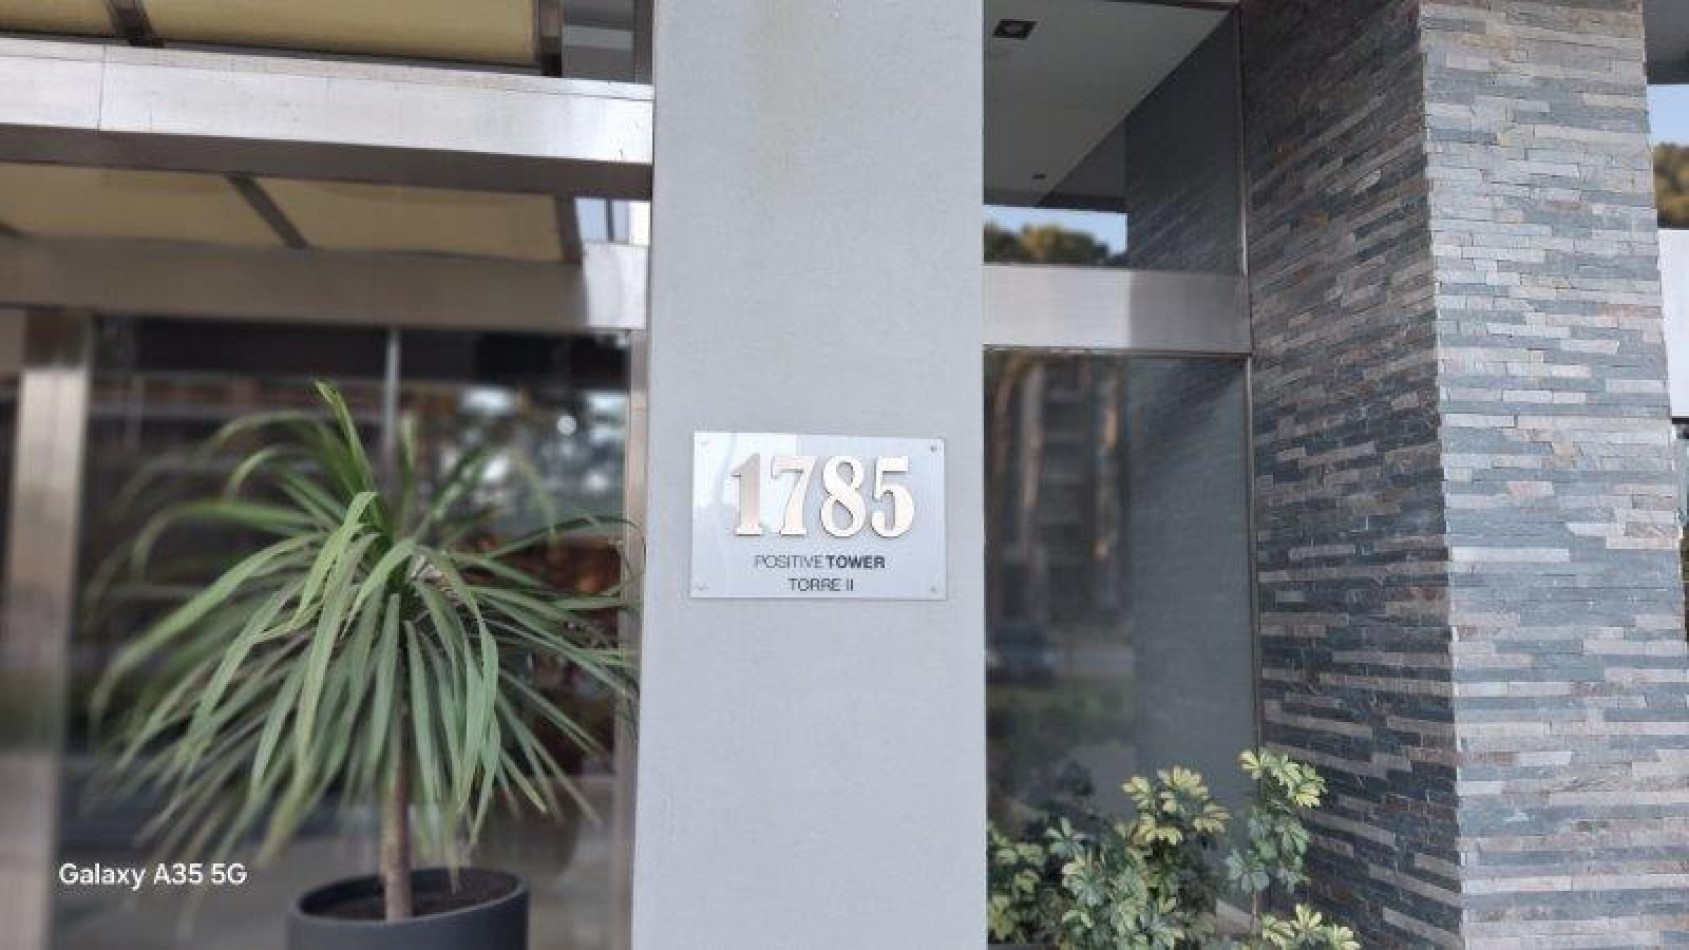 1785
POSITIVE TOWER
TORRE II
Galaxy A35 5G